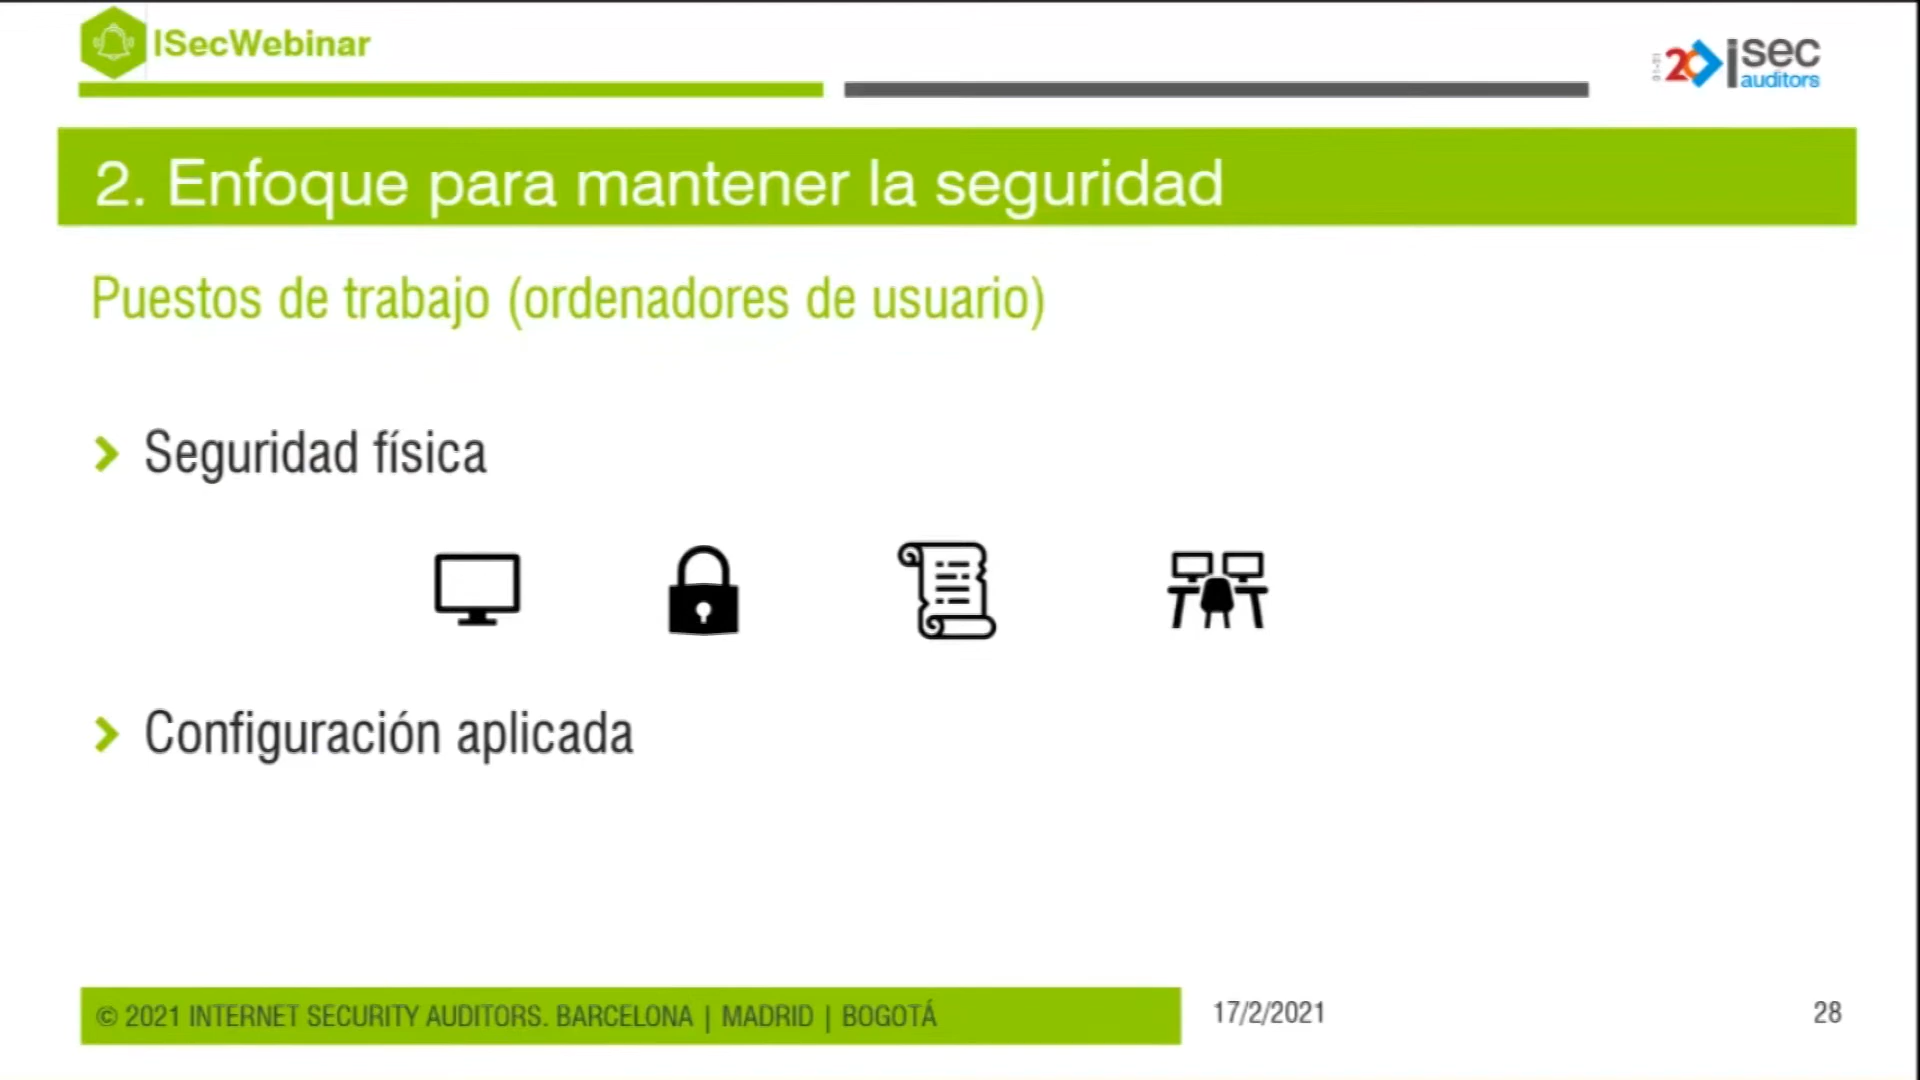 ISecWebinar
20 isec
auditors
2. Enfoque para mantener la seguridad
Puestos de trabajo (ordenadores de usuario)
Seguridad física
Configuración aplicada
© 2021 INTERNET SECURITY AUDITORS. BARCELONA | MADRID | BOGOTÁ
17/2/2021
28